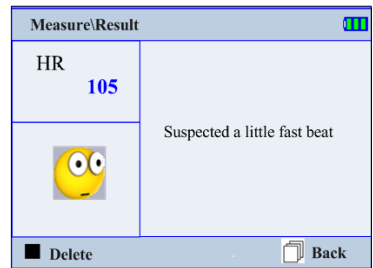 Measure\Result
HR
105
Suspected a little fast beat
Delete
Back